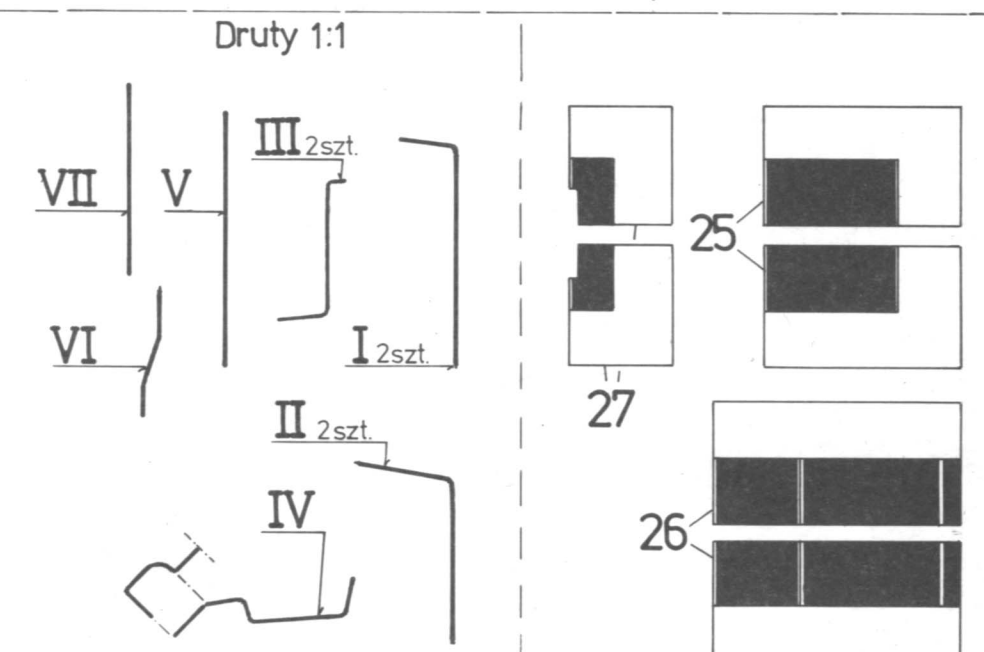 Druty 1:1
III 2szt.
VII
V
25
VI
I 2szt.
27
II 2szt.
IV
26